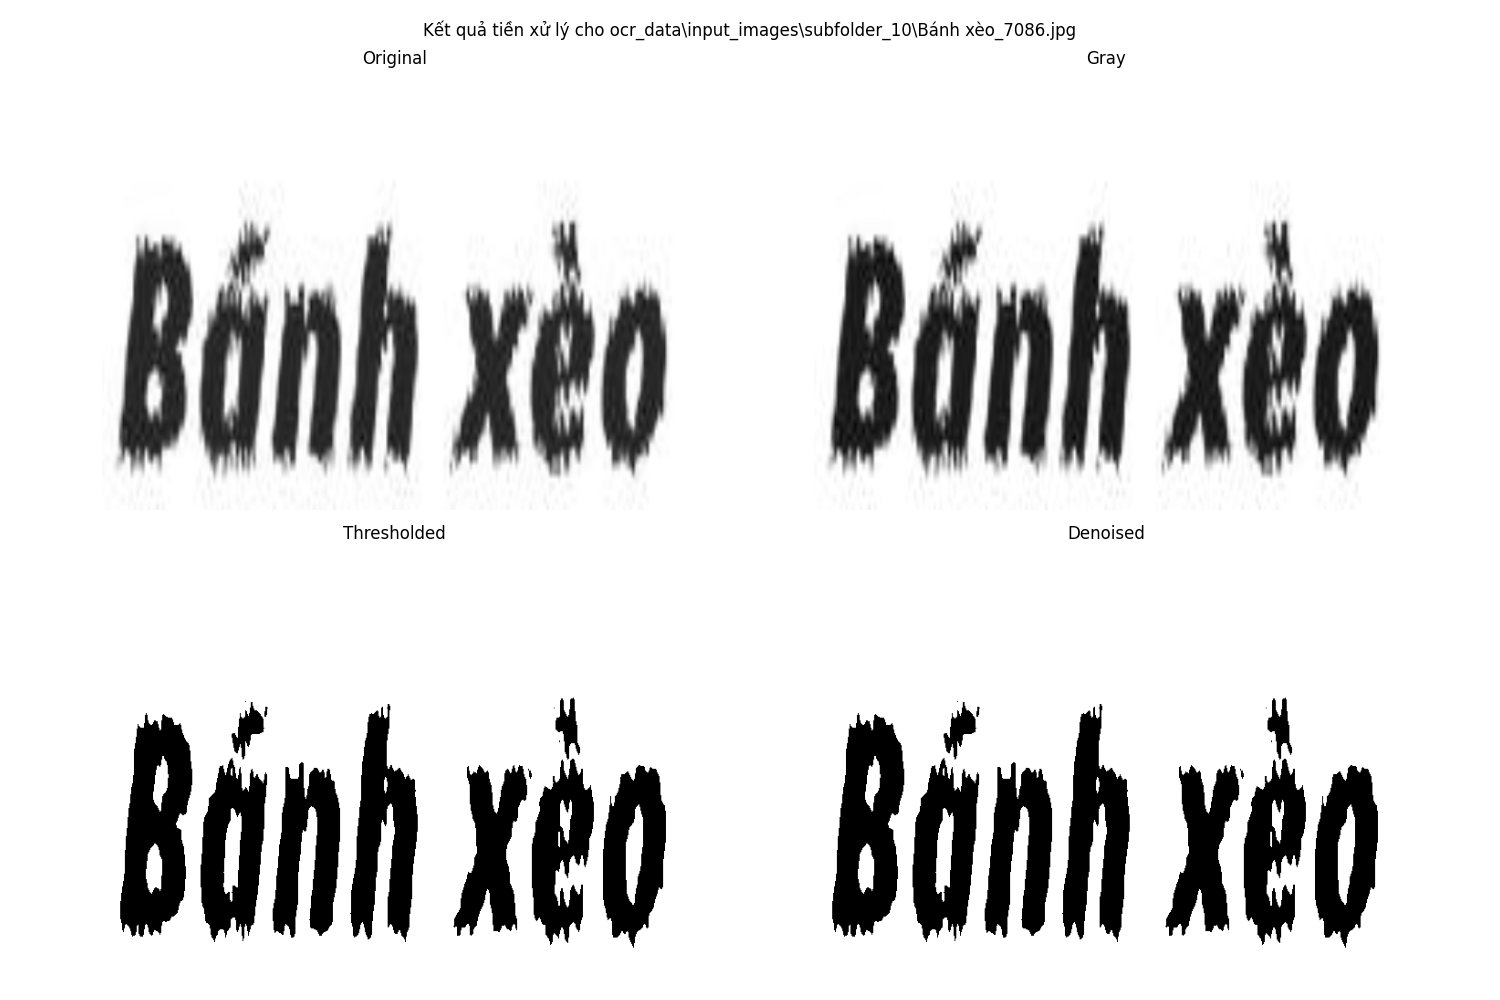 Kết quả tiền xử lý cho ocr_data\input_images\subfolder_10\Bánh xèo_7086.jpg
Original
Gray
Bánh xèo
Bánh xèo
Thresholded
Denoised
Bánh xèo
Bánh xèo